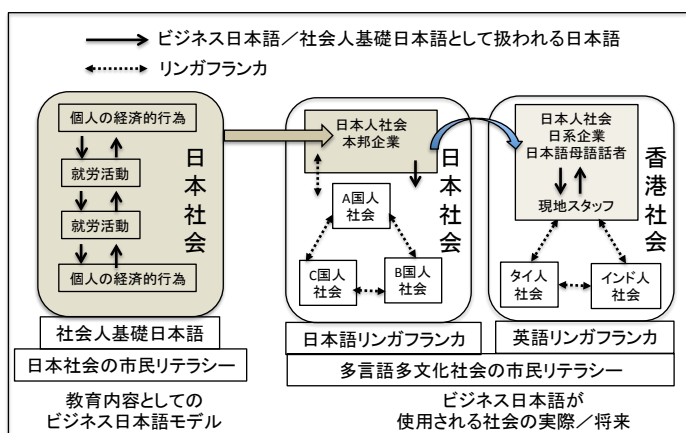 ビジネス日本語／社会人基礎日本語として扱われる日本語
リンガフランカ
個人の経済的行為
就労活動
就労活動
個人の経済的行為
日本社会
社会人基礎日本語
日本社会の市民リテラシー
教育内容としての
ビジネス日本語モデル
日本人社会
本邦企業
日本社会
A国人
社会
C国人
社会
B国人
社会
日本語リンガフランカ
日本人社会
日系企業
日本語母語話者
現地スタッフ
香港社会
タイ人
社会
インド人
社会
英語リンガフランカ
多言語多文化社会の市民リテラシー
ビジネス日本語が
使用される社会の実際／将来